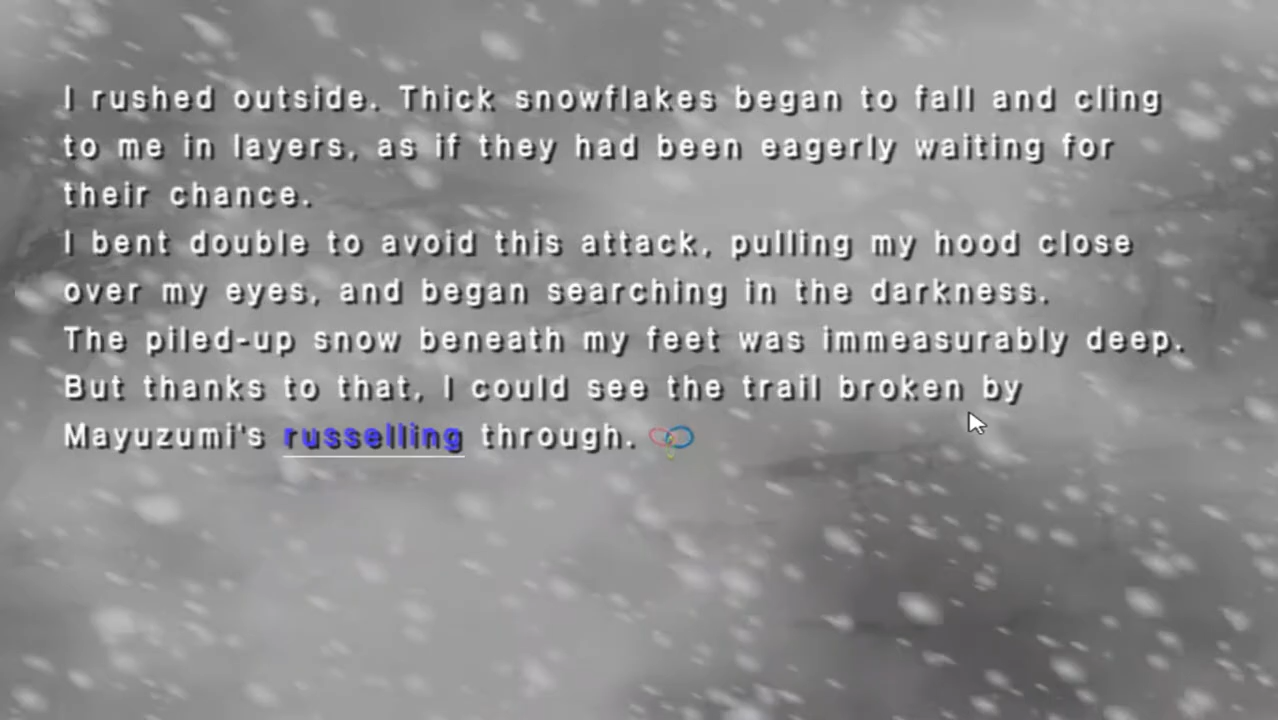 I rushed outside. Thick snowflakes began to fall and cling
to me in layers, as if they had been eagerly waiting for
their chance.
I bent double to avoid this attack, pulling my hood close
over my eyes, and began searching in the darkness.
The piled-up snow beneath my feet was immeasurably deep.
But thanks to that, I could see the trail broken by
Mayuzumi's russelling through.